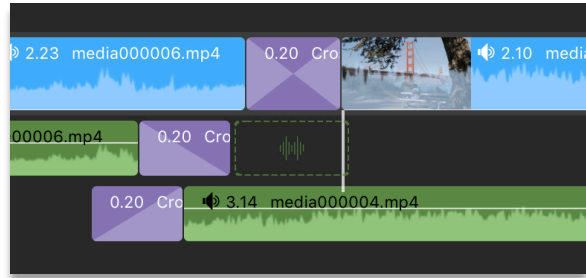 2.23 media000006.mp4 0.20 Cro 2.10 media
00006.mp4 0.20 Cro
0.20 Cro 3.14 media000004.mp4